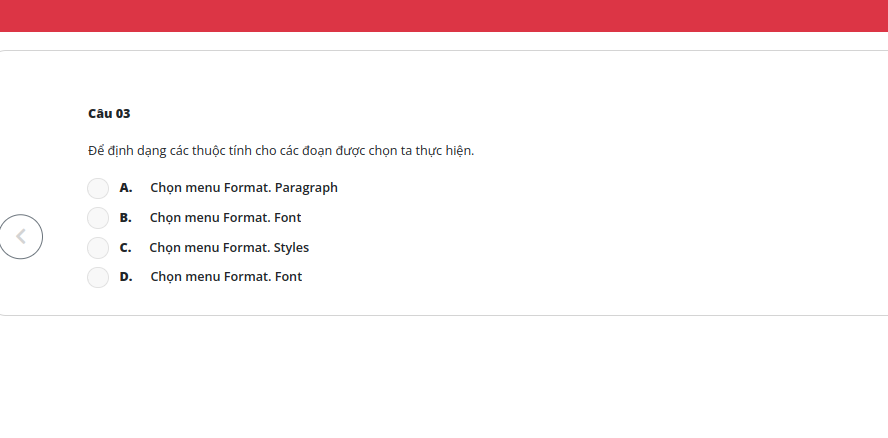 Câu 03
Để định dạng các thuộc tính cho các đoạn được chọn ta thực hiện.
A. Chọn menu Format. Paragraph
B. Chọn menu Format. Font
C. Chọn menu Format. Styles
D. Chọn menu Format. Font